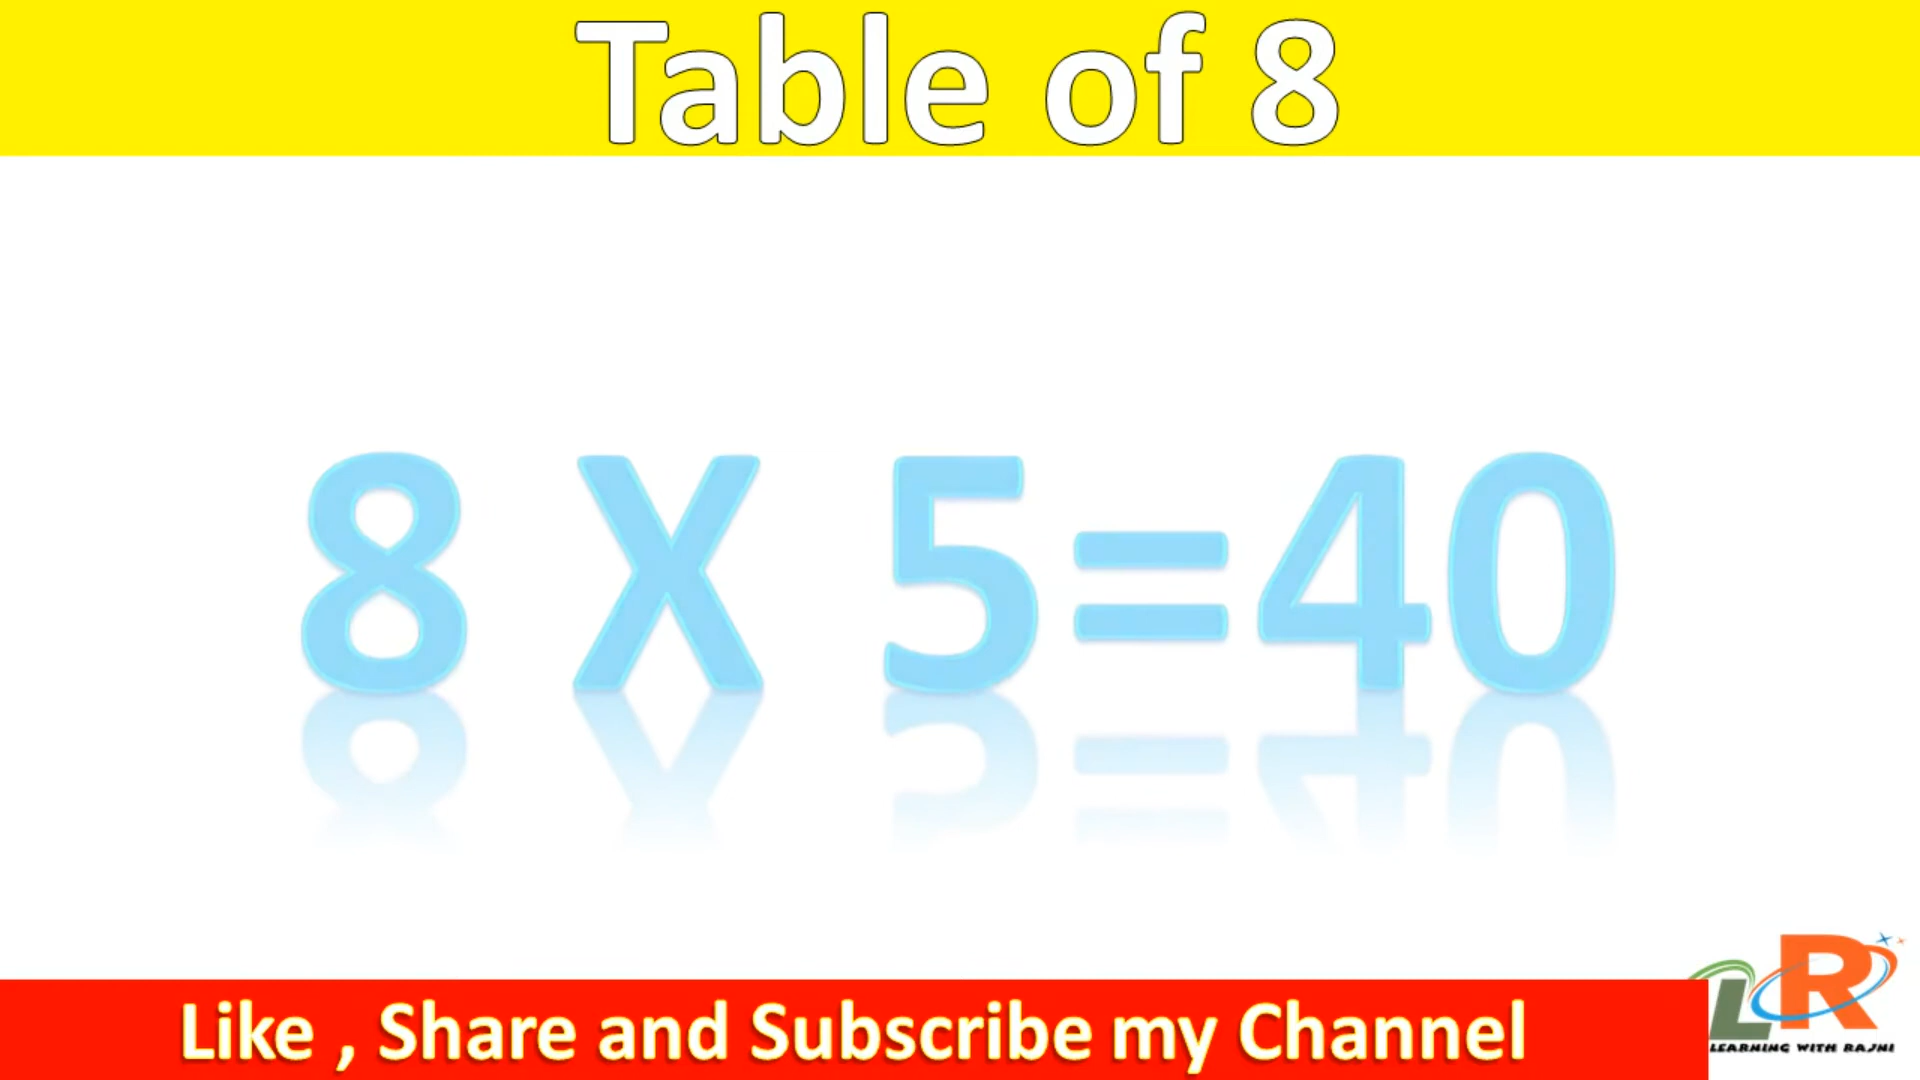 Table of 8
8 X 5=40
Like , Share and Subscribe my Channel
LR
LEARNING WITH RAJNI